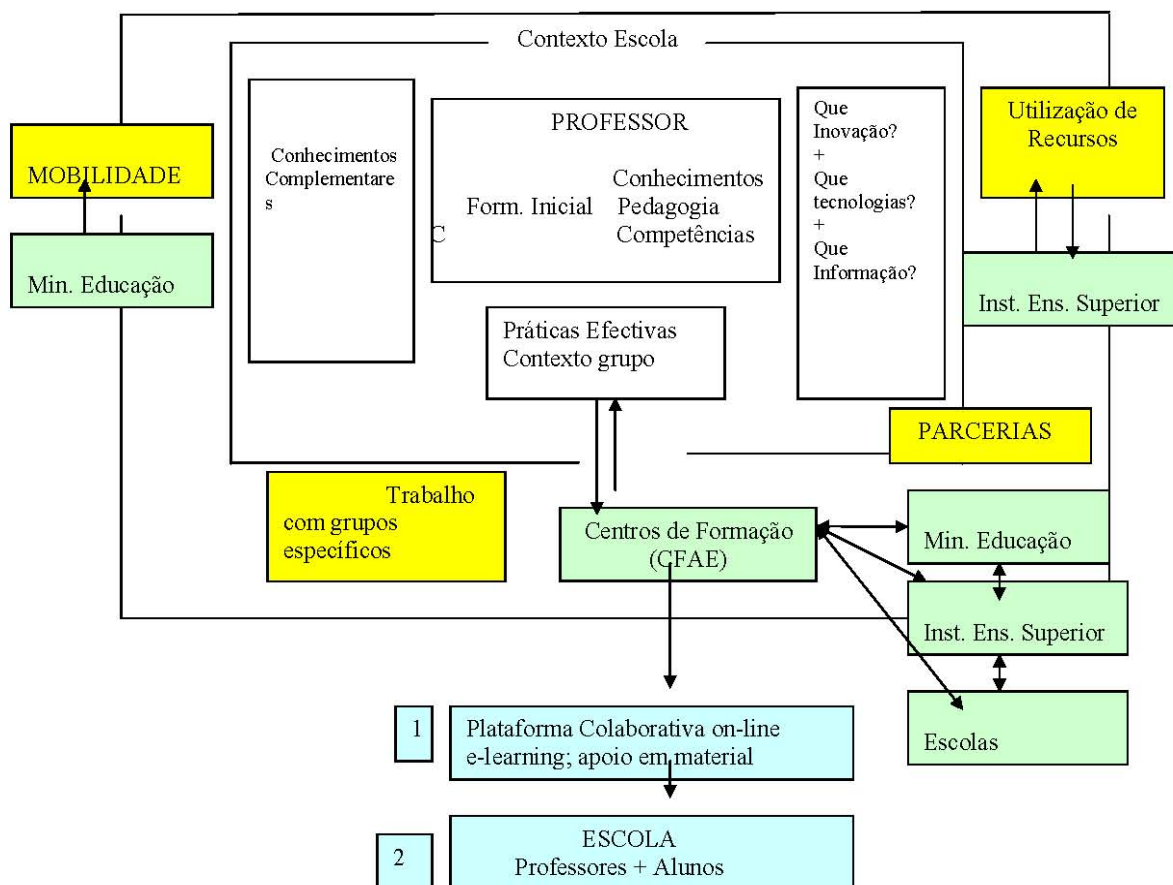 Contexto Escola
MOBILIDADE
Min. Educação
Conhecimentos
Complementare
s
PROFESSOR
Conhecimentos
Form. Inicial Pedagogia
C Competências
Que
Inovação?
+
Que
tecnologias?
+
Que
Informação?
Utilização de
Recursos
Inst. Ens. Superior
Práticas Efectivas
Contexto grupo
PARCERIAS
Trabalho
com grupos
específicos
Centros de Formação
(CFAE)
Min. Educação
Inst. Ens. Superior
Escolas
1
Plataforma Colaborativa on-line
e-learning; apoio em material
2
ESCOLA
Professores + Alunos